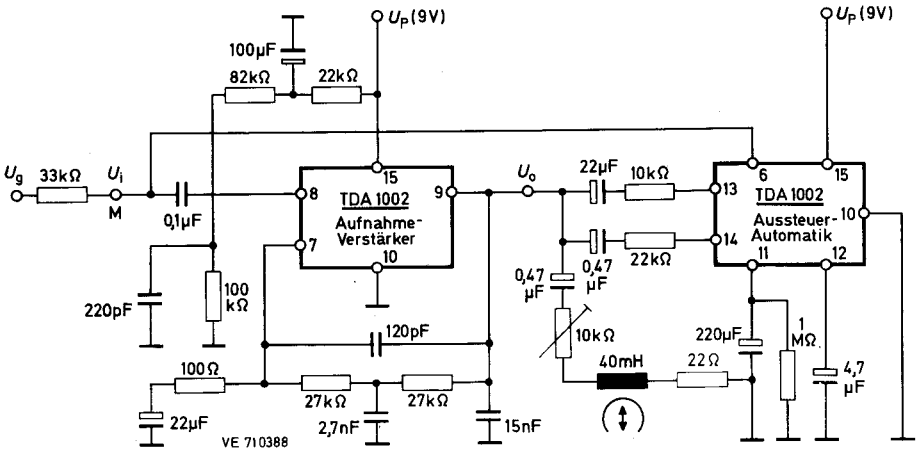 U_P (9V)
U_P (9V)
100µF
82kΩ
22kΩ
U_g
33kΩ
U_i
M
0,1µF
15
8
TDA 1002
Aufnahme-
Verstärker
9
7
10
U_o
22µF
10kΩ
13
6
15
TDA 1002
Aussteuer-
Automatik
10
14
11
12
0,47
µF
0,47
µF
22kΩ
220pF
100
kΩ
120pF
10kΩ
220µF
1
MΩ
4,7
µF
40mH
22Ω
100Ω
27kΩ
27kΩ
22µF
2,7nF
15nF
VE 710388